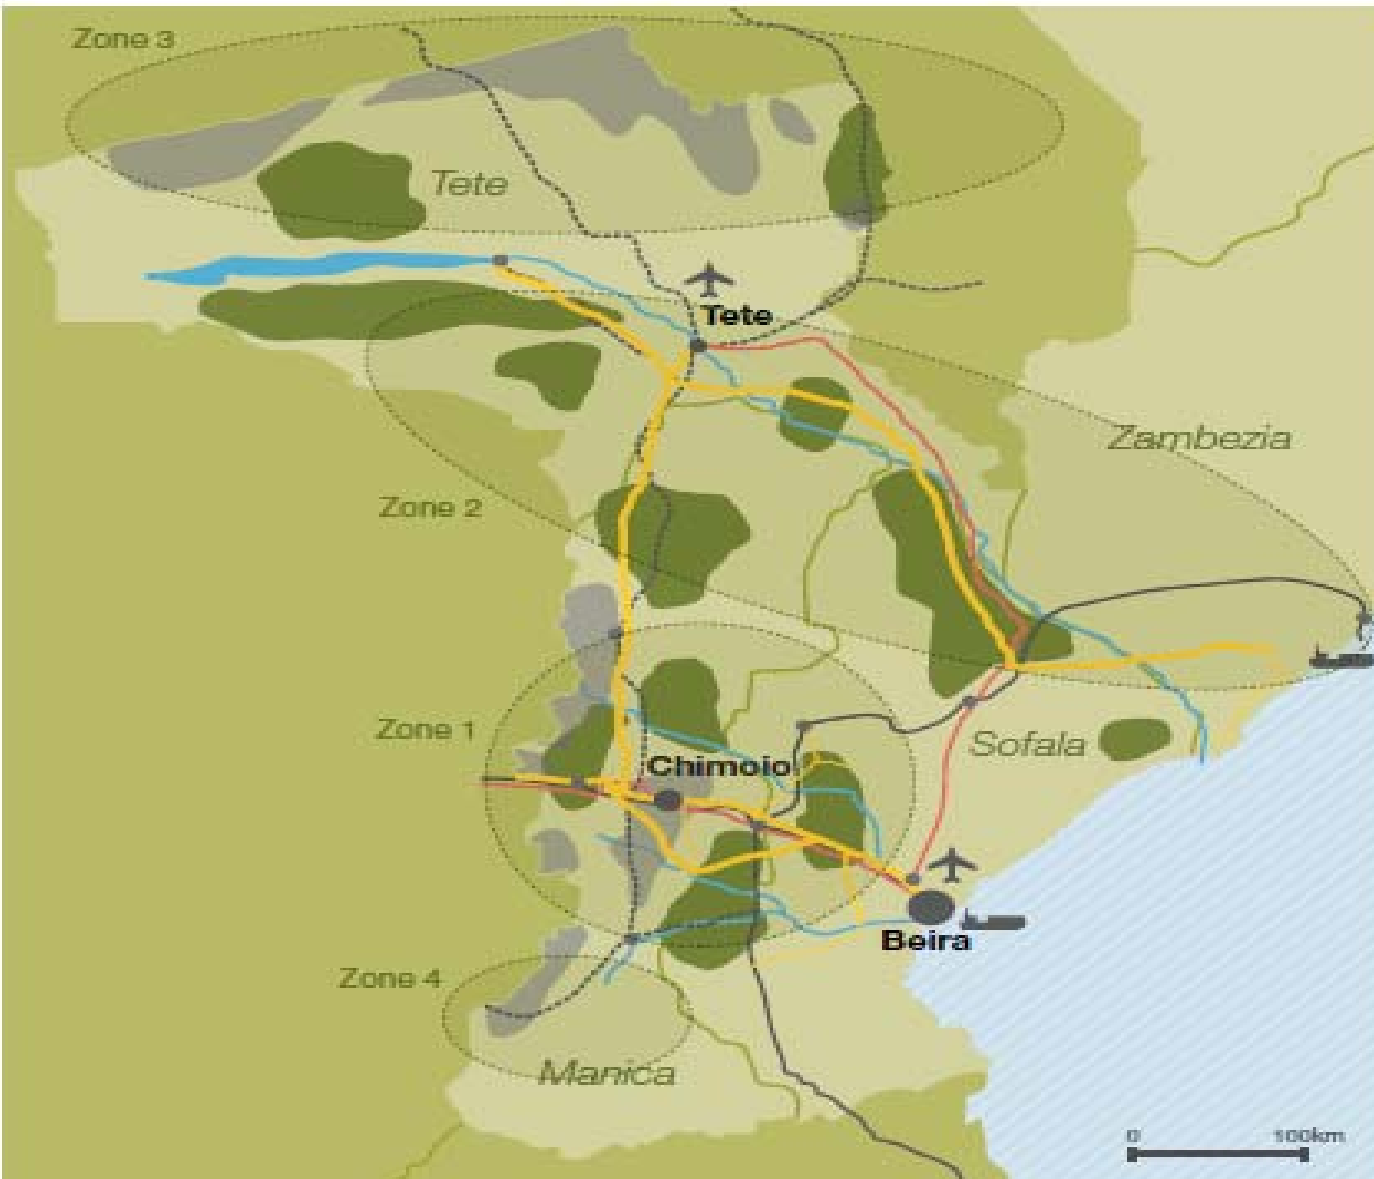 Zone 3
Tete
Tete
Zambezia
Zone 2
Zone 1
Sofala
Chimoio
Beira
Zone 4
Manica
0 100km